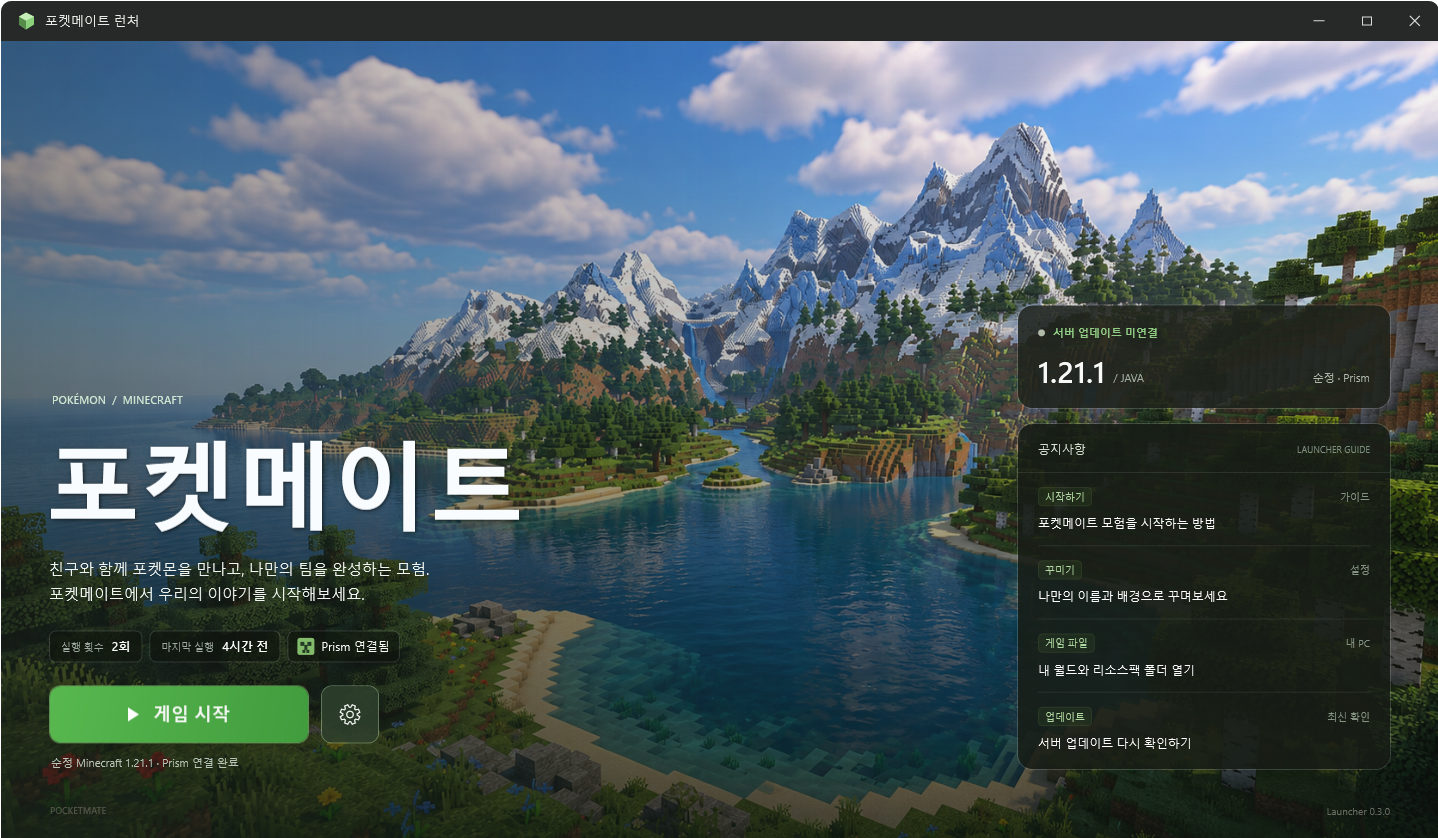 포켓메이트 런처
POKÉMON / MINECRAFT
포켓메이트
친구와 함께 포켓몬을 만나고, 나만의 팀을 완성하는 모험.
포켓메이트에서 우리의 이야기를 시작해보세요.
실행 횟수 2회 마지막 실행 4시간 전 Prism 연결됨
게임 시작
순정 Minecraft 1.21.1 · Prism 연결 완료
POCKETMATE
서버 업데이트 미연결
1.21.1 / JAVA 순정 · Prism
공지사항 LAUNCHER GUIDE
시작하기 가이드
포켓메이트 모험을 시작하는 방법
꾸미기 설정
나만의 이름과 배경으로 꾸며보세요
게임 파일 내 PC
내 월드와 리소스팩 폴더 열기
업데이트 최신 확인
서버 업데이트 다시 확인하기
Launcher 0.3.0